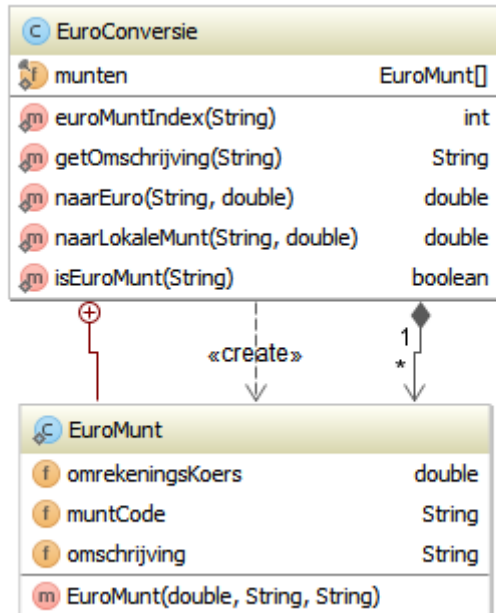 C EuroConversie
f munten EuroMunt[]
m euroMuntIndex(String) int
m getOmschrijving(String) String
m naarEuro(String, double) double
m naarLokaleMunt(String, double) double
m isEuroMunt(String) boolean
«create»
1
*
C EuroMunt
f omrekeningsKoers double
f muntCode String
f omschrijving String
m EuroMunt(double, String, String)